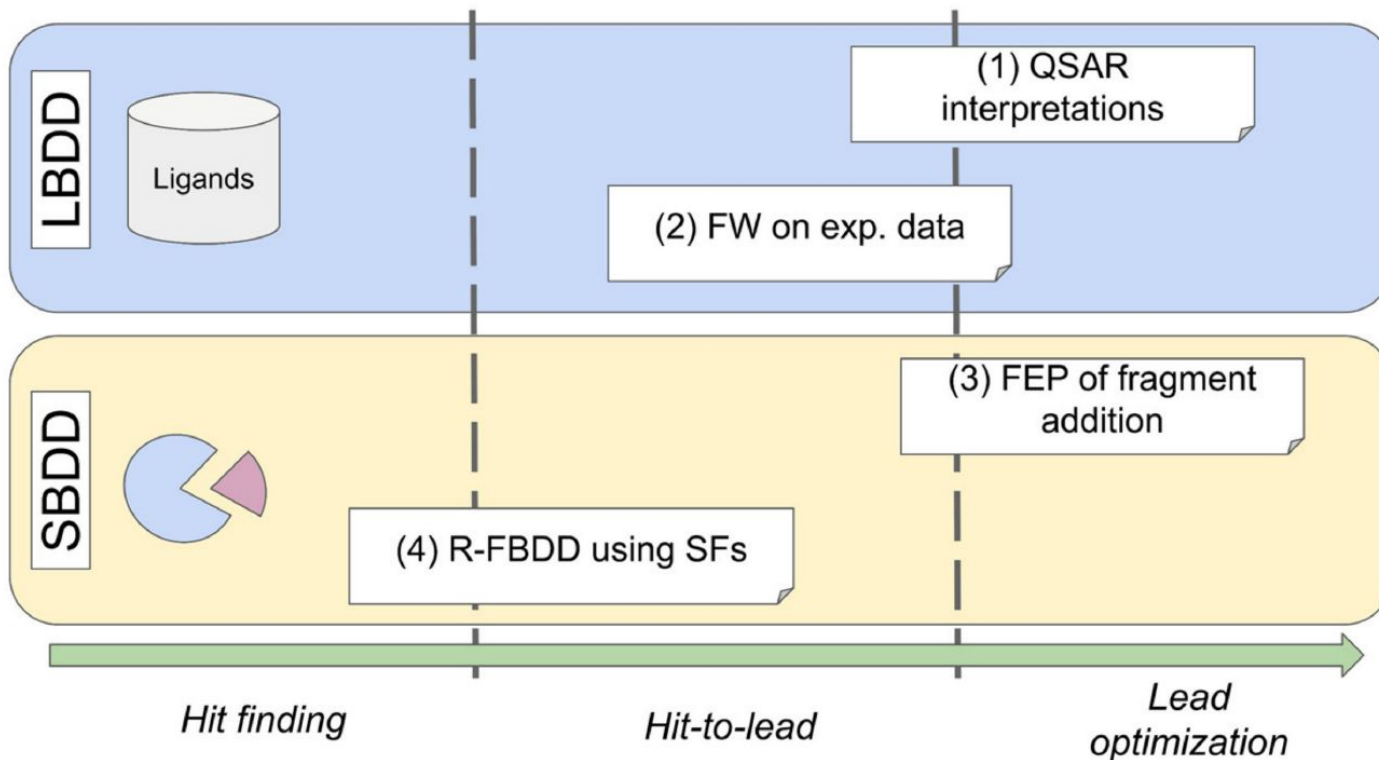 LBDD
Ligands
(1) QSAR
interpretations
(2) FW on exp. data
SBDD
(3) FEP of fragment
addition
(4) R-FBDD using SFs
Hit finding
Hit-to-lead
Lead
optimization